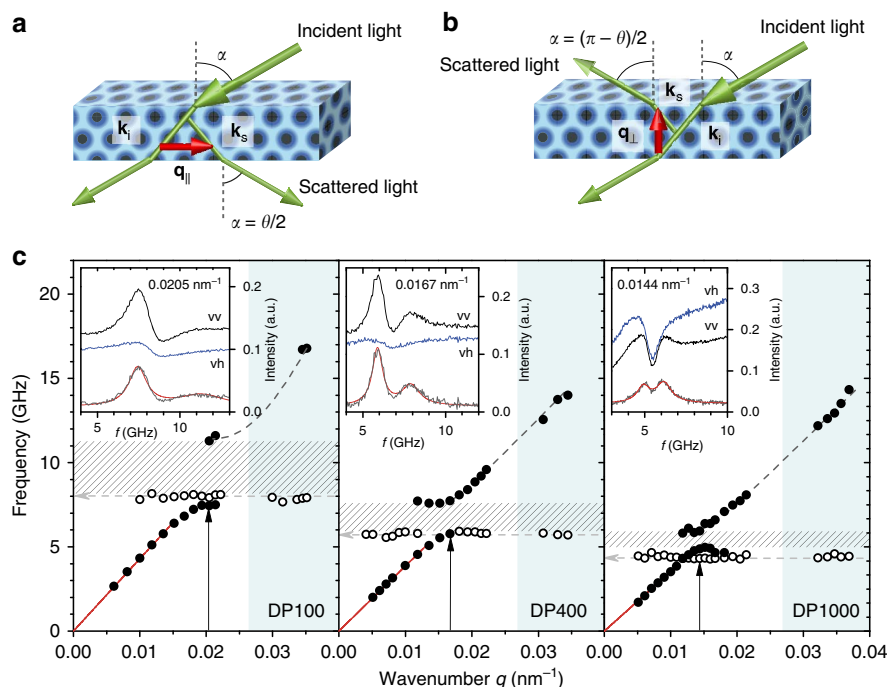 a
Incident light
α
k_i
k_s
q_∥
Scattered light
α = θ/2
b
α = (π − θ)/2
Incident light
Scattered light
α
k_s
q_⊥
k_i
c
Frequency (GHz)
20
15
10
5
0
0.0205 nm⁻¹
vv
vh
0.2
0.1
0.0
Intensity (a.u.)
5
10
f (GHz)
DP100
0.0167 nm⁻¹
vv
vh
0.2
0.1
0.0
Intensity (a.u.)
5
10
f (GHz)
DP400
0.0144 nm⁻¹
vh
vv
0.3
0.2
0.1
0.0
Intensity (a.u.)
5
10
f (GHz)
DP1000
0.00 0.01 0.02 0.03 0.00 0.01 0.02 0.03 0.00 0.01 0.02 0.03 0.04
Wavenumber q (nm⁻¹)